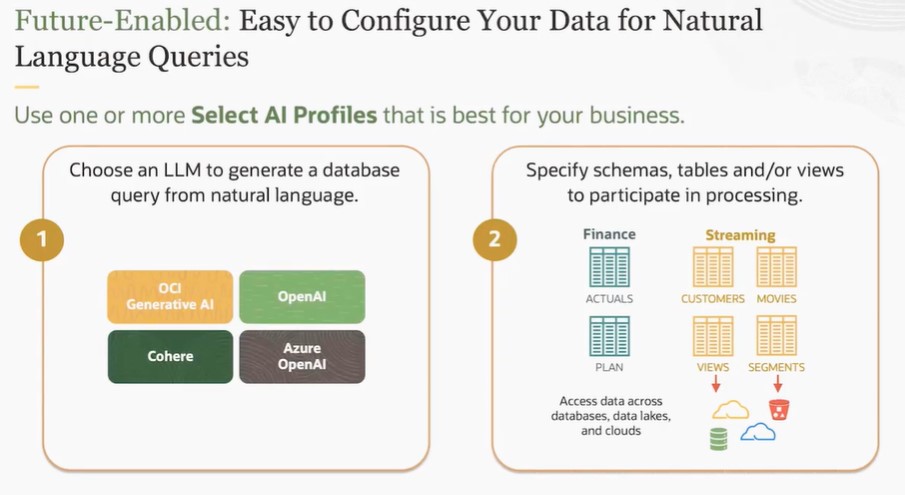 Future-Enabled: Easy to Configure Your Data for Natural
Language Queries
Use one or more Select AI Profiles that is best for your business.
Choose an LLM to generate a database
query from natural language.
1
OCI
Generative AI
OpenAI
Cohere
Azure
OpenAI
Specify schemas, tables and/or views
to participate in processing.
2
Finance
Streaming
ACTUALS
CUSTOMERS
MOVIES
PLAN
VIEWS
SEGMENTS
Access data across
databases, data lakes,
and clouds